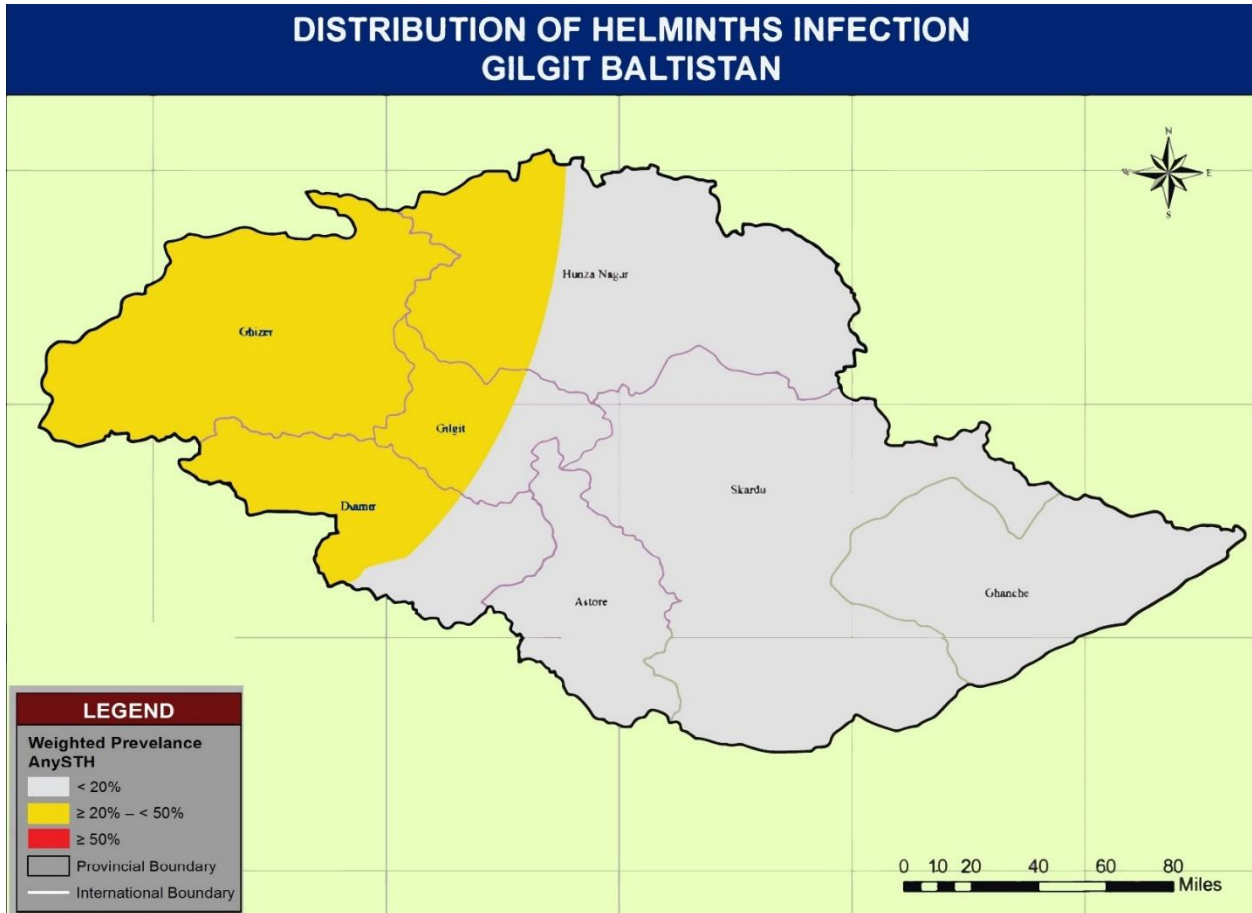 DISTRIBUTION OF HELMINTHS INFECTION
GILGIT BALTISTAN
N
W
E
S
Hunza Nagar
Ghizer
Gilgit
Skardu
Diamer
Astore
Ghanche
LEGEND
Weighted Prevelance
AnySTH
< 20%
≥ 20% – < 50%
≥ 50%
Provincial Boundary
International Boundary
0 10 20 40 60 80
Miles